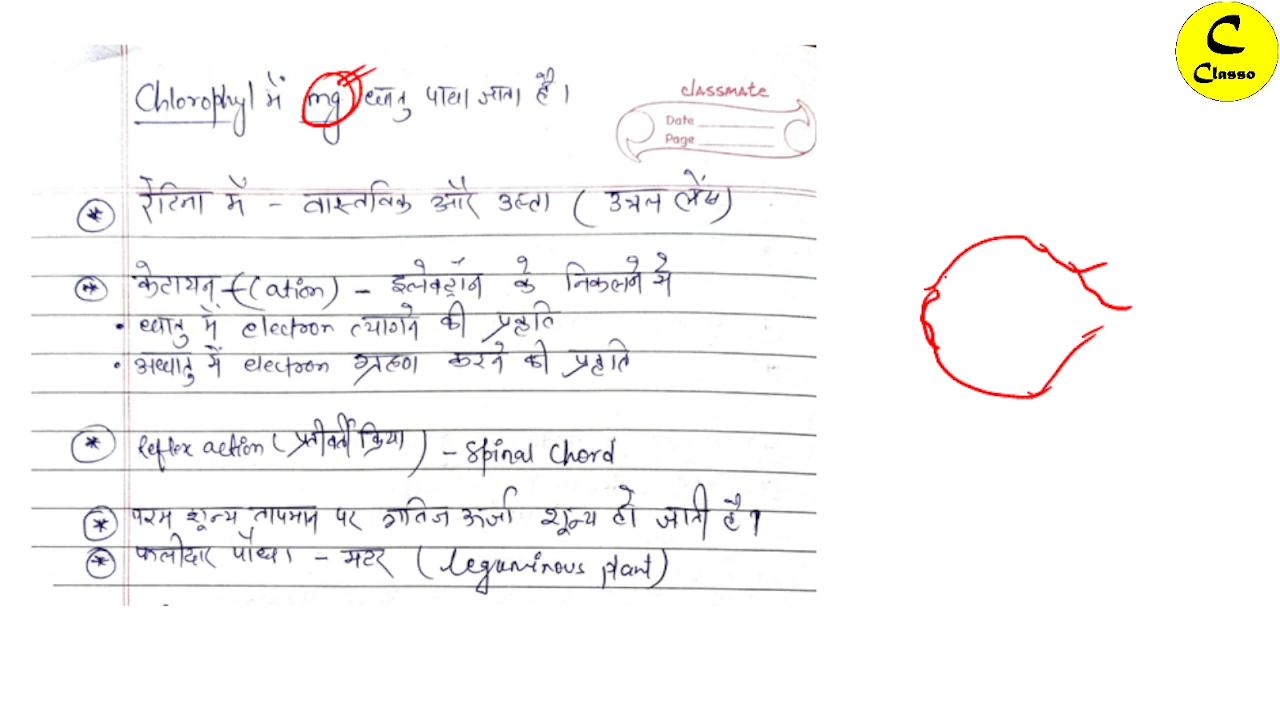 Chlorophyl में mg धातु पाया जाता है।
classmate
Date
Page
रेटिना में - वास्तविक और उल्टा ( उत्तल लेंस)
केटायन -(Cation) - इलेक्ट्रॉन के निकलने से
• धातु में electron त्यागने की प्रवृति
• अधातु में electron ग्रहण करने की प्रवृति
Reflex action ( प्रतीवर्ती क्रिया ) - Spinal Chord
परम शून्य तापमान पर गतिज ऊर्जा शून्य हो जाती है।
फलीदार पौधा - मटर ( leguminous plant)
C
Classo